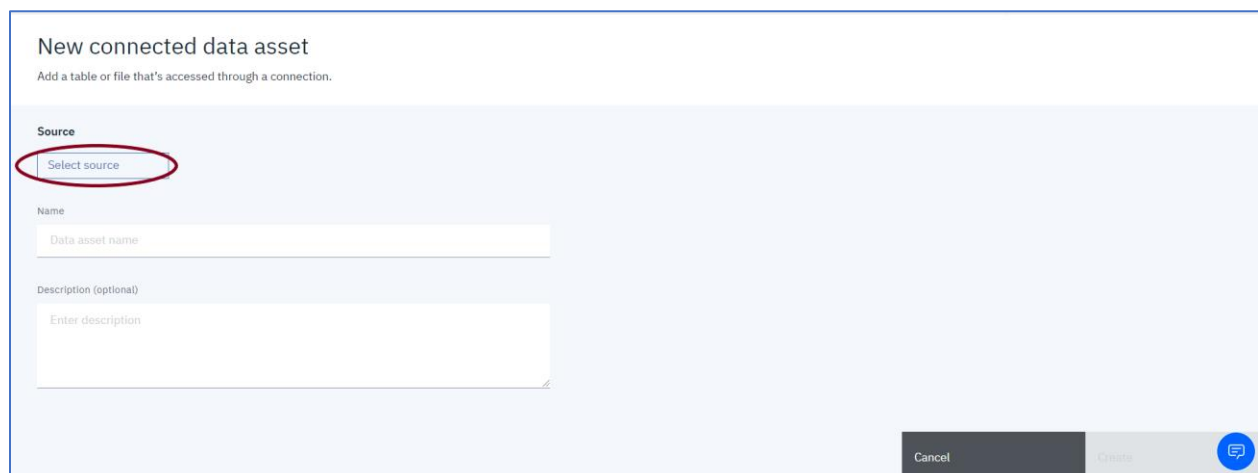 New connected data asset
Add a table or file that's accessed through a connection.
Source
Select source
Name
Data asset name
Description (optional)
Enter description
Cancel
Create